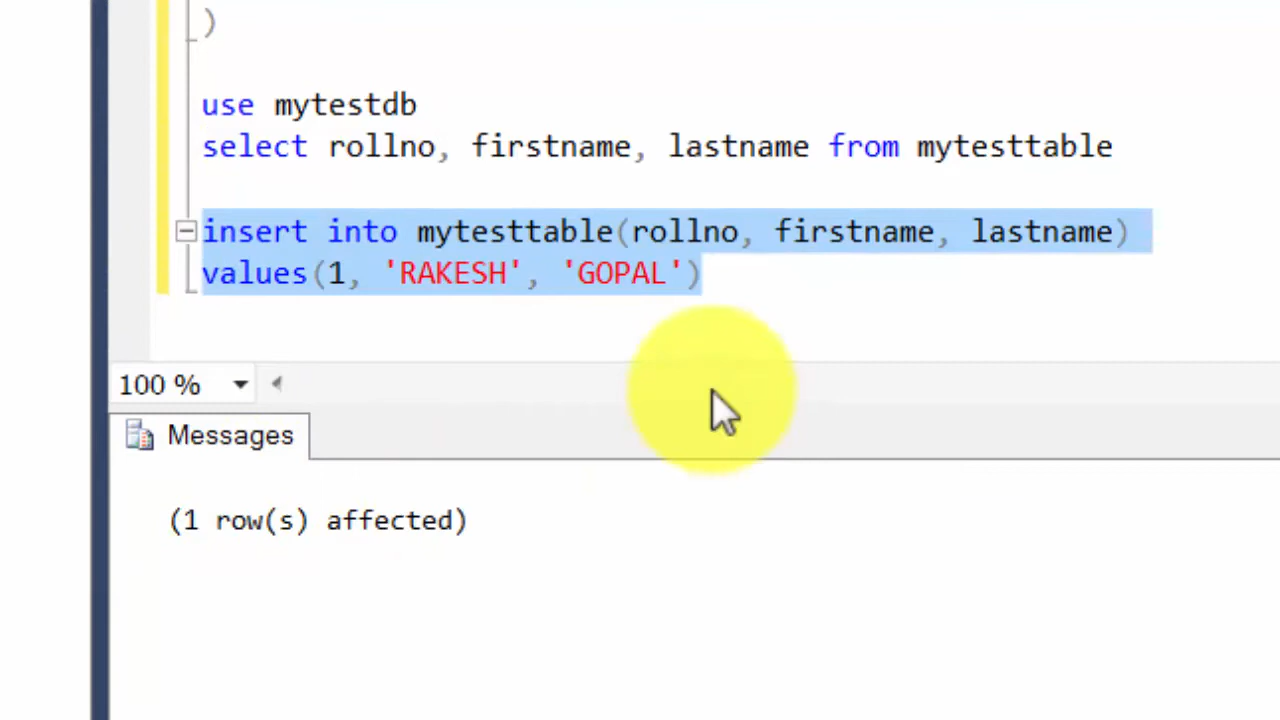 )
use mytestdb
select rollno, firstname, lastname from mytesttable
insert into mytesttable(rollno, firstname, lastname)
values(1, 'RAKESH', 'GOPAL')
100 %
Messages
(1 row(s) affected)